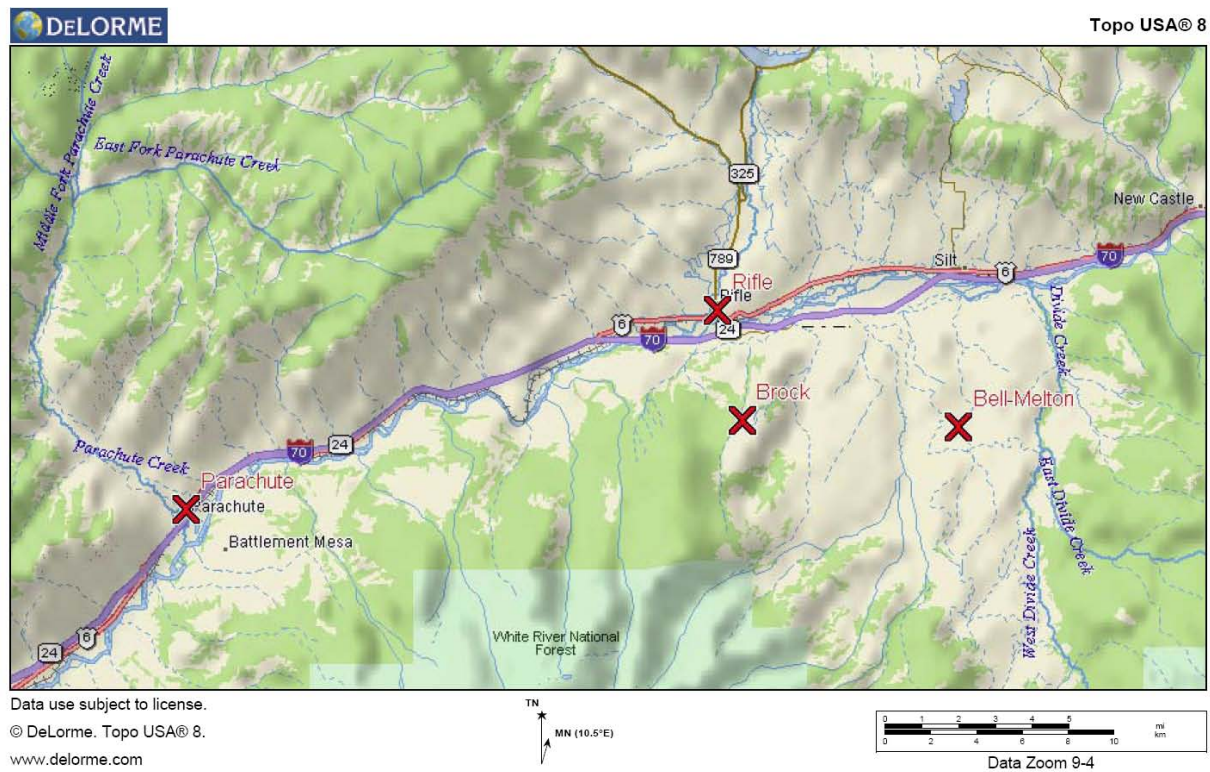 DELORME
Topo USA® 8
Middle Fork Parachute Creek
East Fork Parachute Creek
325
New Castle
789
Silt
6
70
Rifle
Rifle
6
24
70
Divide Creek
Brock
Bell-Melton
24
70
Parachute Creek
Parachute
Parachute
East Divide Creek
Battlement Mesa
West Divide Creek
White River National
Forest
6
24
Data use subject to license.
© DeLorme. Topo USA® 8.
www.delorme.com
TN
MN (10.5°E)
0 1 2 3 4 5
mi
km
0 2 4 6 8 10
Data Zoom 9-4